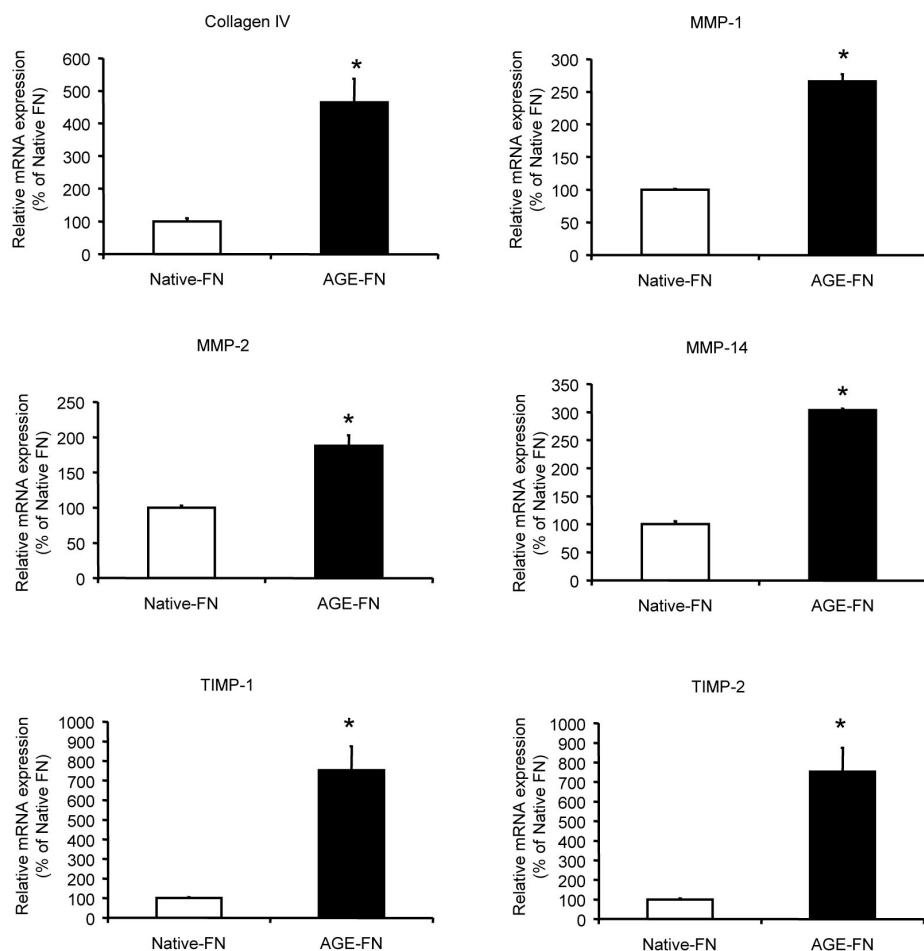 Collagen IV
Relative mRNA expression
(% of Native FN)
600
500
400
300
200
100
0
*
Native-FN
AGE-FN
MMP-1
Relative mRNA expression
(% of Native FN)
300
250
200
150
100
50
0
*
Native-FN
AGE-FN
MMP-2
Relative mRNA expression
(% of Native FN)
250
200
150
100
50
0
*
Native-FN
AGE-FN
MMP-14
Relative mRNA expression
(% of Native FN)
350
300
250
200
150
100
50
0
*
Native-FN
AGE-FN
TIMP-1
Relative mRNA expression
(% of Native FN)
1000
900
800
700
600
500
400
300
200
100
0
*
Native-FN
AGE-FN
TIMP-2
Relative mRNA expression
(% of Native FN)
1000
900
800
700
600
500
400
300
200
100
0
*
Native-FN
AGE-FN